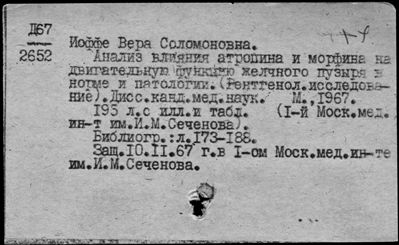 Д67
2652
Иоффе Вера Соломоновна.
Анализ влияния атропина и морфина на
двигательную функцию желчного пузыря в
норме и патологии.(Рентгенол.исследова-
ние).Дисс.канд.мед.наук. М.,1967.
195 л.с илл.и табл. (I-й Моск.мед.
ин-т им.И.М.Сеченова).
Библиогр.:л.173-188.
Защ.10.II.67 г.в I-ом Моск.мед.ин-те
им.И.М.Сеченова.